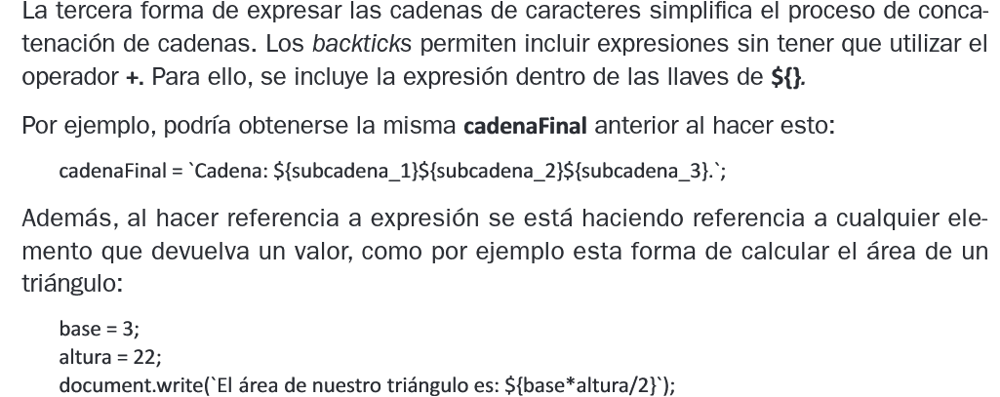 La tercera forma de expresar las cadenas de caracteres simplifica el proceso de conca-
tenación de cadenas. Los backticks permiten incluir expresiones sin tener que utilizar el
operador +. Para ello, se incluye la expresión dentro de las llaves de ${}.
Por ejemplo, podría obtenerse la misma cadenaFinal anterior al hacer esto:
cadenaFinal = `Cadena: ${subcadena_1}${subcadena_2}${subcadena_3}.`;
Además, al hacer referencia a expresión se está haciendo referencia a cualquier ele-
mento que devuelva un valor, como por ejemplo esta forma de calcular el área de un
triángulo:
base = 3;
altura = 22;
document.write(`El área de nuestro triángulo es: ${base*altura/2}`);